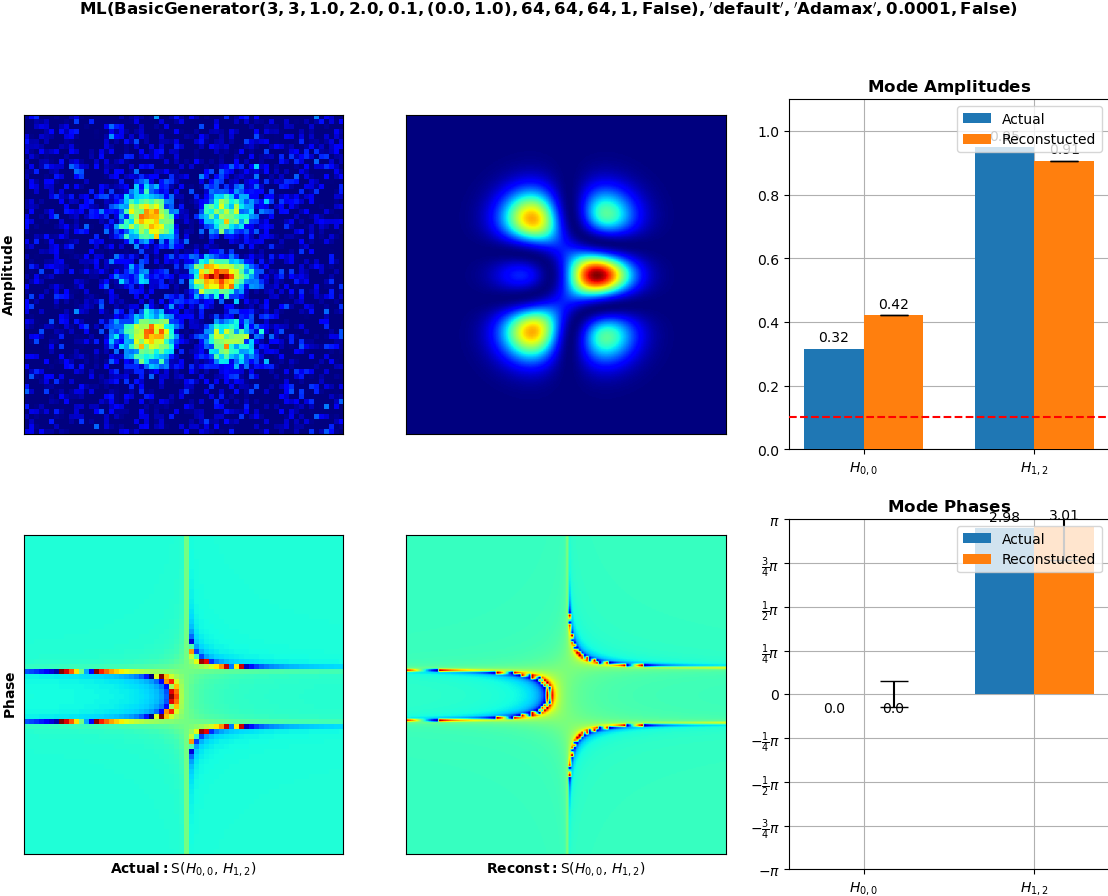 ML(BasicGenerator(3, 3, 1.0, 2.0, 0.1, (0.0, 1.0), 64, 64, 64, 1, False), ′default′, ′Adamax′, 0.0001, False)
Amplitude
Mode Amplitudes
Actual
Reconstucted
1.0
0.8
0.6
0.4
0.2
0.0
0.95
0.91
0.42
0.32
H0,0
H1,2
Phase
Actual: S(H0,0, H1,2)
Reconst: S(H0,0, H1,2)
Mode Phases
2.98
3.01
Actual
Reconstucted
π
3/4π
1/2π
1/4π
0
−1/4π
−1/2π
−3/4π
−π
0.0
0.0
H0,0
H1,2